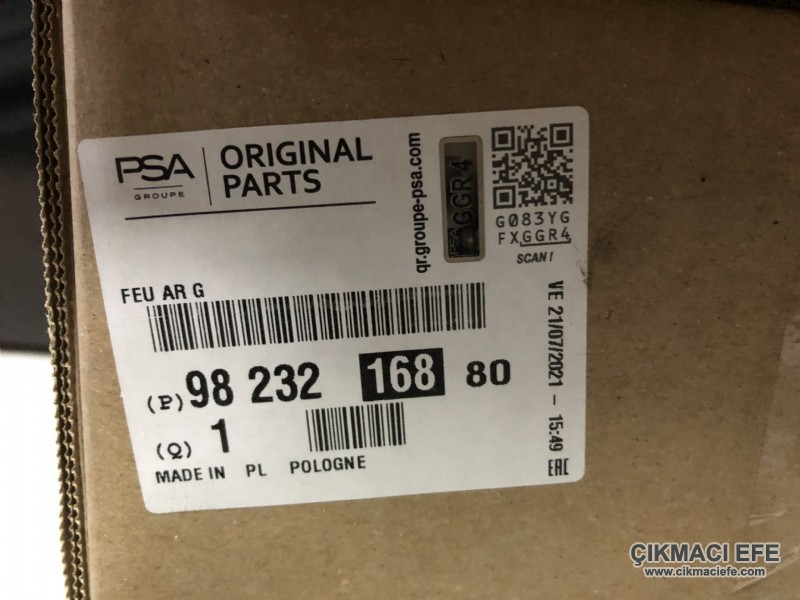 PSA
GROUPE
ORIGINAL
PARTS
qr.groupe-psa.com
PSA GGR4
G083YG
FXGGR4
SCAN!
FEU AR G
(P) 98 232 168 80
(Q) 1
MADE IN PL POLOGNE
VE 21/07/2021 - 15:49
EAC
ÇIKMACI EFE
www.cikmaciefe.com